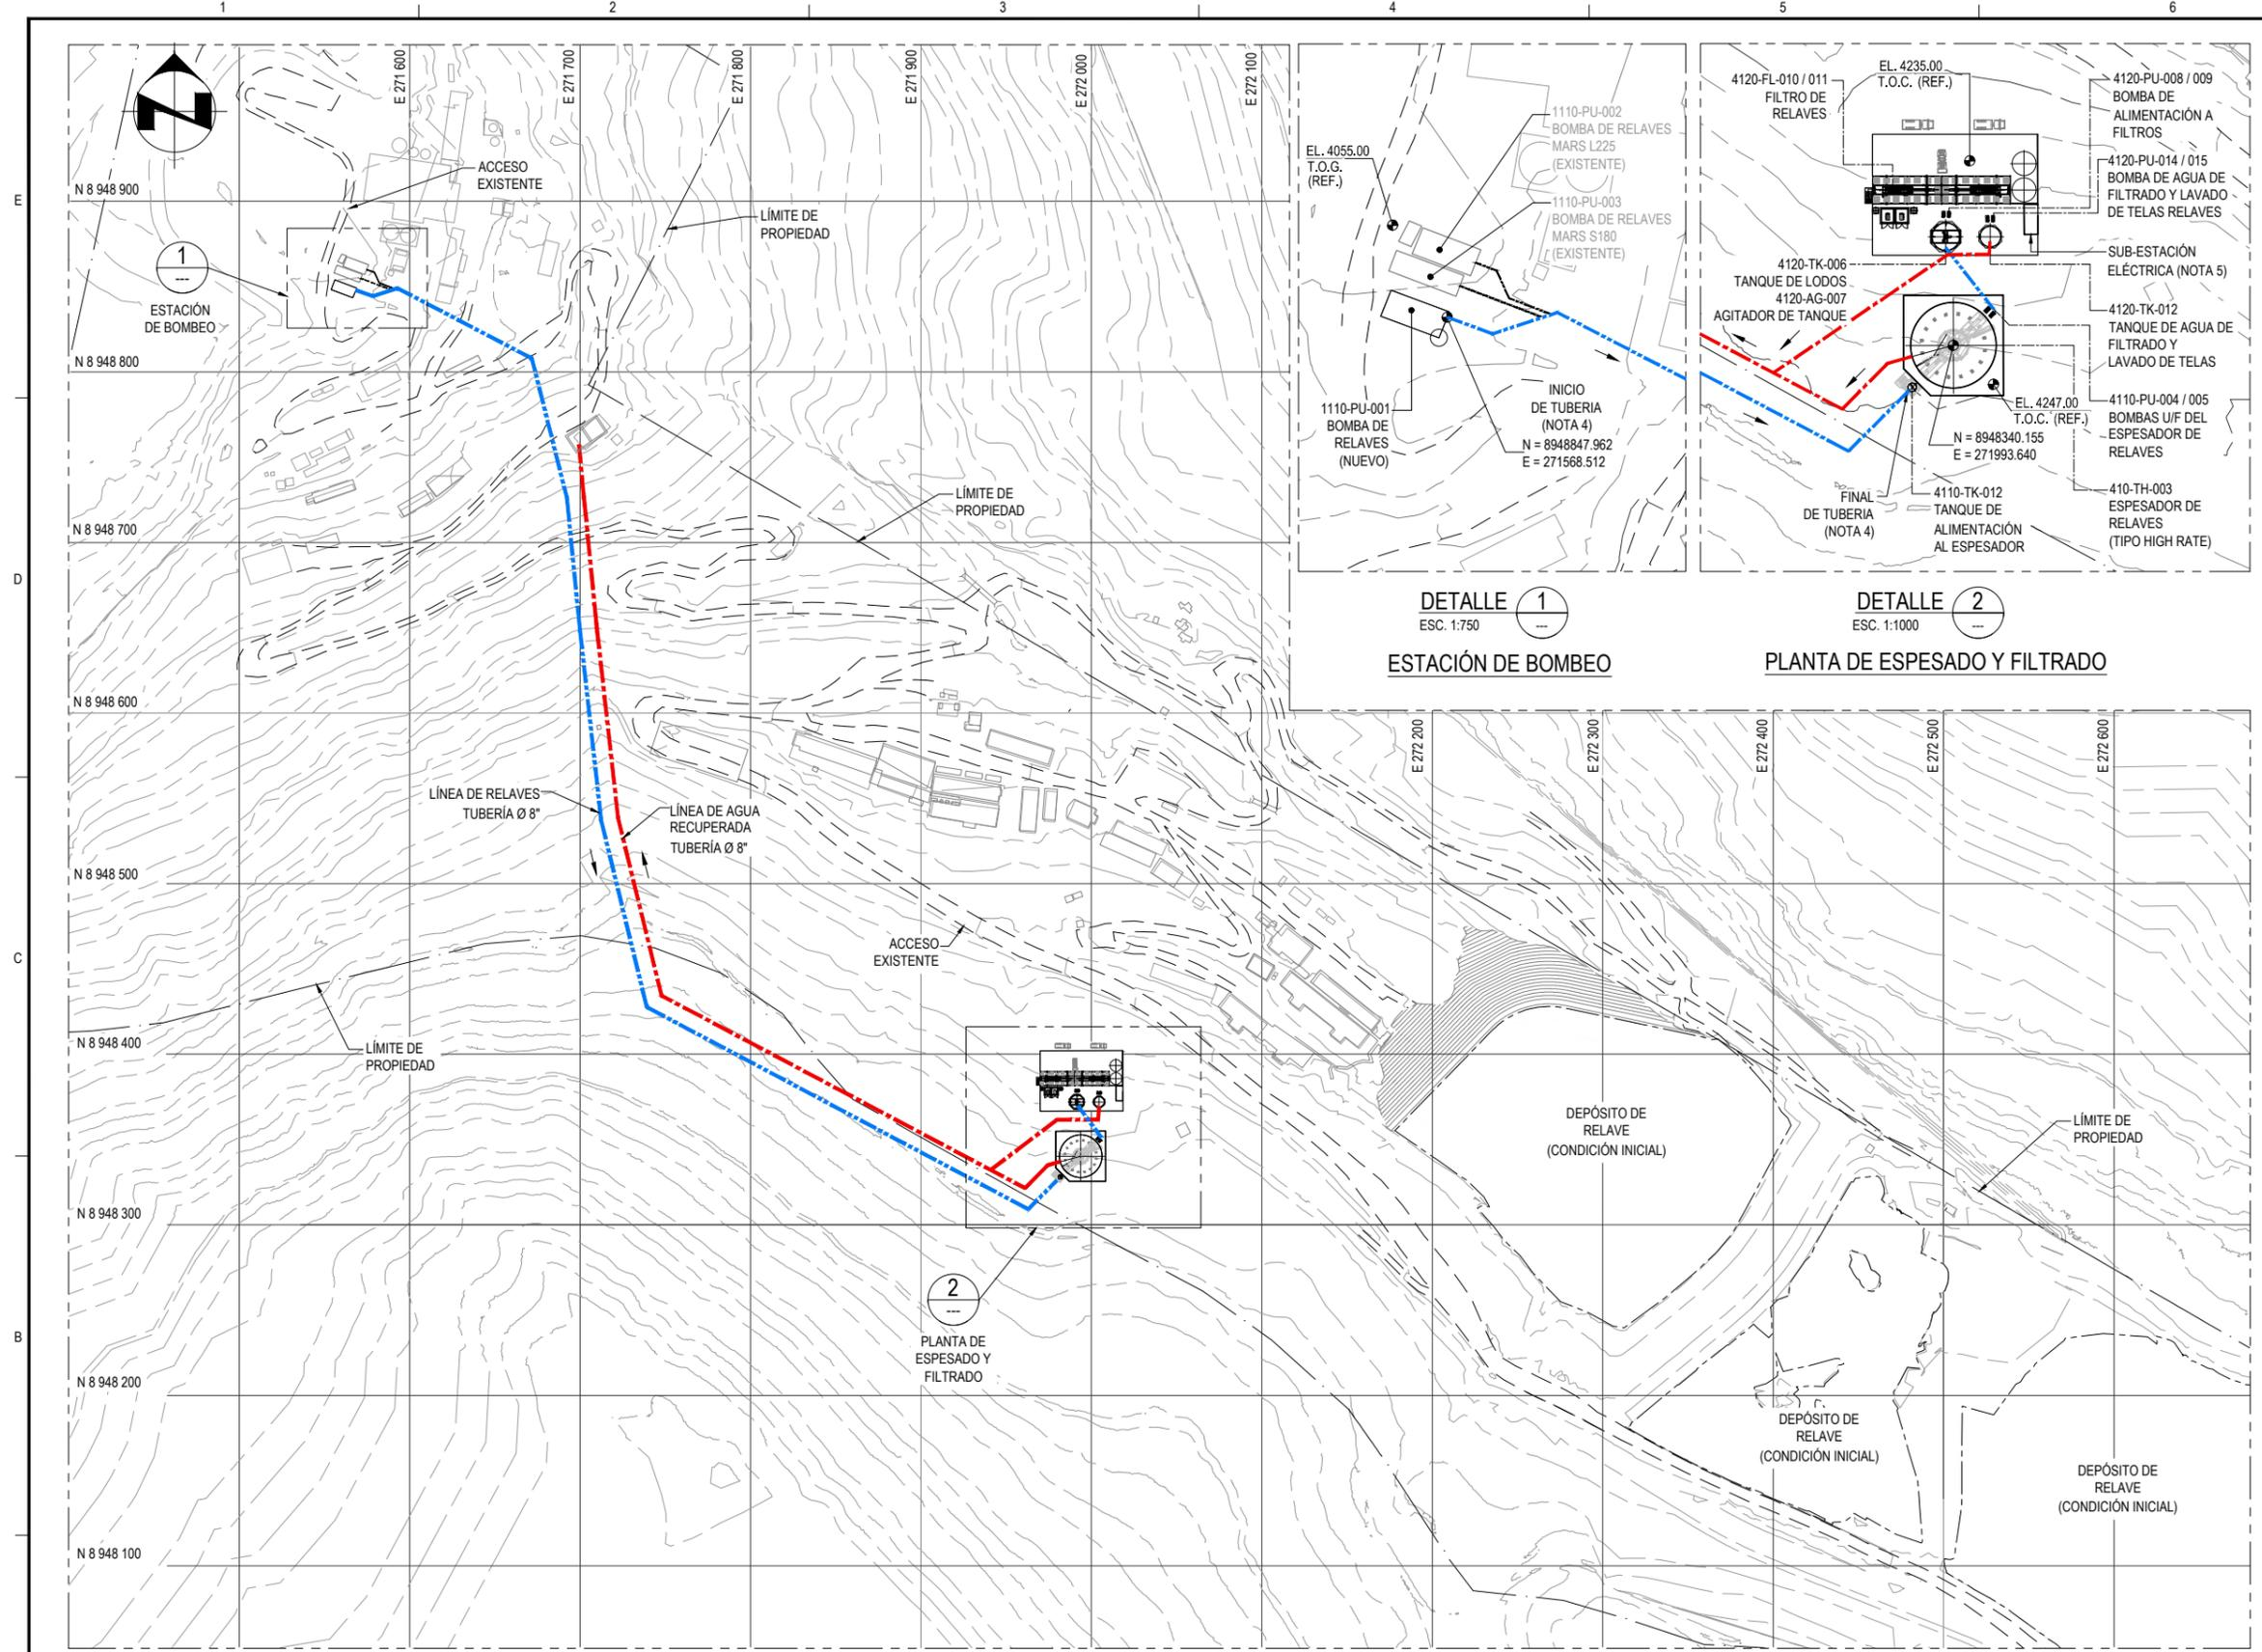 1
2
3
4
5
6
E
D
C
B
E 271 600
E 271 700
E 271 800
E 271 900
E 272 000
E 272 100
N
N 8 948 900
N 8 948 800
N 8 948 700
N 8 948 600
N 8 948 500
N 8 948 400
N 8 948 300
N 8 948 200
N 8 948 100
E 272 200
E 272 300
E 272 400
E 272 500
E 272 600
ACCESO
EXISTENTE
LÍMITE DE
PROPIEDAD
1
---
ESTACIÓN
DE BOMBEO
LÍMITE DE
PROPIEDAD
LÍNEA DE RELAVES
TUBERÍA Ø 8"
LÍNEA DE AGUA
RECUPERADA
TUBERÍA Ø 8"
ACCESO
EXISTENTE
LÍMITE DE
PROPIEDAD
2
---
PLANTA DE
ESPESADO Y
FILTRADO
DEPÓSITO DE
RELAVE
(CONDICIÓN INICIAL)
LÍMITE DE
PROPIEDAD
DEPÓSITO DE
RELAVE
(CONDICIÓN INICIAL)
DEPÓSITO DE
RELAVE
(CONDICIÓN INICIAL)
EL. 4055.00
T.O.G.
(REF.)
1110-PU-002
BOMBA DE RELAVES
MARS L225
(EXISTENTE)
1110-PU-003
BOMBA DE RELAVES
MARS S180
(EXISTENTE)
1110-PU-001
BOMBA DE
RELAVES
(NUEVO)
INICIO
DE TUBERIA
(NOTA 4)
N = 8948847.962
E = 271568.512
DETALLE 1
---
ESC. 1:750
ESTACIÓN DE BOMBEO
4120-FL-010 / 011
FILTRO DE
RELAVES
EL. 4235.00
T.O.C. (REF.)
4120-PU-008 / 009
BOMBA DE
ALIMENTACIÓN A
FILTROS
4120-PU-014 / 015
BOMBA DE AGUA DE
FILTRADO Y LAVADO
DE TELAS RELAVES
SUB-ESTACIÓN
ELÉCTRICA (NOTA 5)
4120-TK-006
TANQUE DE LODOS
4120-AG-007
AGITADOR DE TANQUE
4120-TK-012
TANQUE DE AGUA DE
FILTRADO Y
LAVADO DE TELAS
EL. 4247.00
T.O.C. (REF.)
4110-PU-004 / 005
BOMBAS U/F DEL
ESPESADOR DE
RELAVES
N = 8948340.155
E = 271993.640
FINAL
DE TUBERIA
(NOTA 4)
4110-TK-012
TANQUE DE
ALIMENTACIÓN
AL ESPESADOR
410-TH-003
ESPESADOR DE
RELAVES
(TIPO HIGH RATE)
DETALLE 2
---
ESC. 1:1000
PLANTA DE ESPESADO Y FILTRADO